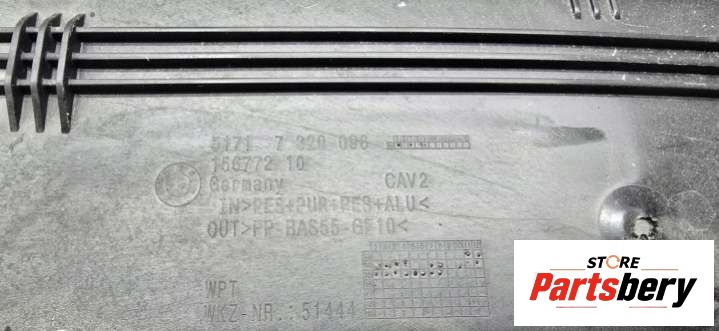 5171 7 320 096
156772 10
Germany CAV2
IN>PES+PUR+PES+ALU<
OUT>PP-BAS55-GF10<
WPT
WKZ-NR. 51444
STORE
Partsbery